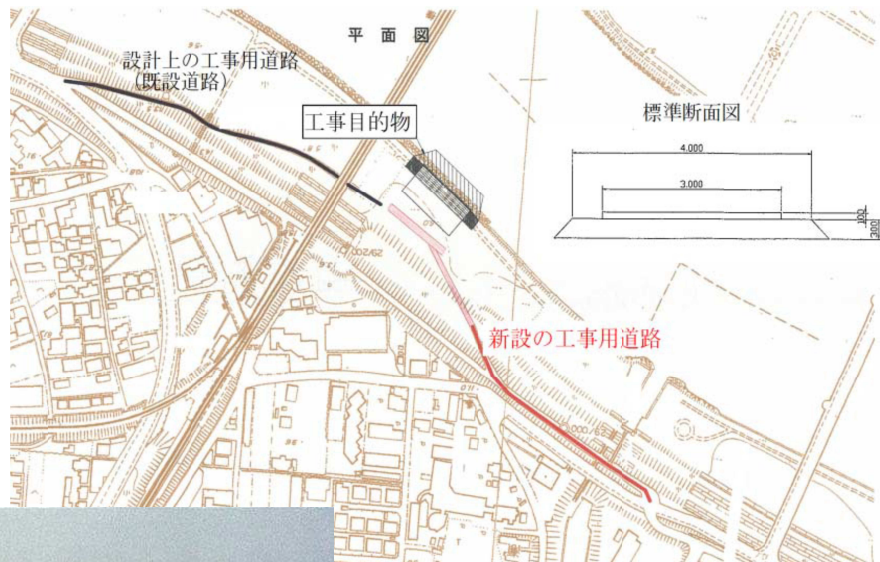 平面図
設計上の工事用道路
(既設道路)
工事目的物
標準断面図
4.000
3.000
100
300
29/200
新設の工事用道路